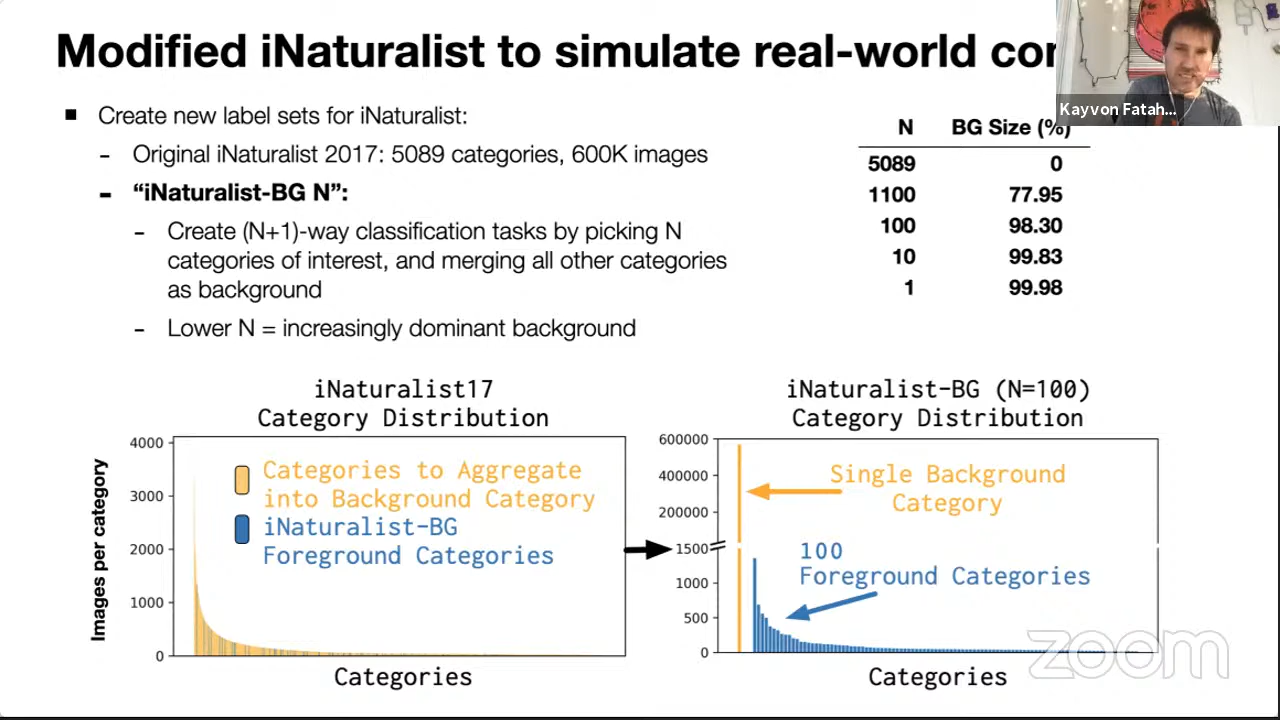 Modified iNaturalist to simulate real-world con
Kayvon Fatah...
■ Create new label sets for iNaturalist:
- Original iNaturalist 2017: 5089 categories, 600K images
- “iNaturalist-BG N”:
- Create (N+1)-way classification tasks by picking N
categories of interest, and merging all other categories
as background
- Lower N = increasingly dominant background
N BG Size (%)
5089 0
1100 77.95
100 98.30
10 99.83
1 99.98
iNaturalist17
Category Distribution
Images per category
4000
3000
2000
1000
0
Categories to Aggregate
into Background Category
iNaturalist-BG
Foreground Categories
Categories
iNaturalist-BG (N=100)
Category Distribution
600000
400000
200000
1500
1000
500
0
Single Background
Category
100
Foreground Categories
Categories
zoom